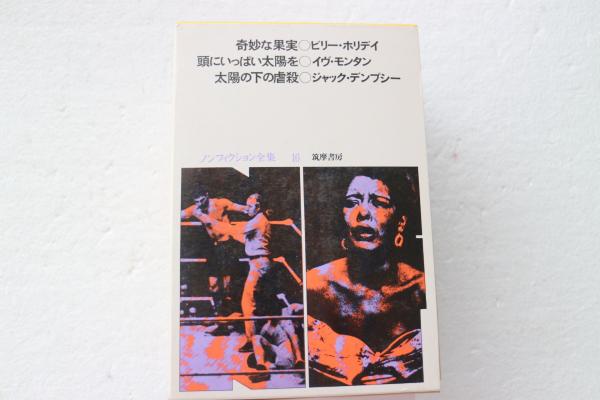 奇妙な果実○ビリー・ホリデイ
頭にいっぱい太陽を○イヴ・モンタン
太陽の下の虐殺○ジャック・デンプシー
ノンフィクション全集 16 筑摩書房